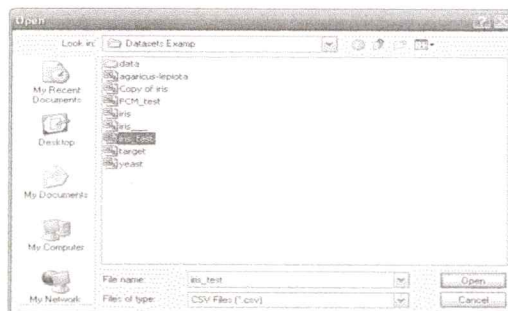 Open
Look in: Datasets Examp
data
agaricus-lepiota
Copy of iris
FCM_test
iris
iris___
iris_test
target
yeast
My Recent Documents
Desktop
My Documents
My Computer
My Network
File name: iris_test Open
Files of type: CSV Files (*.csv) Cancel